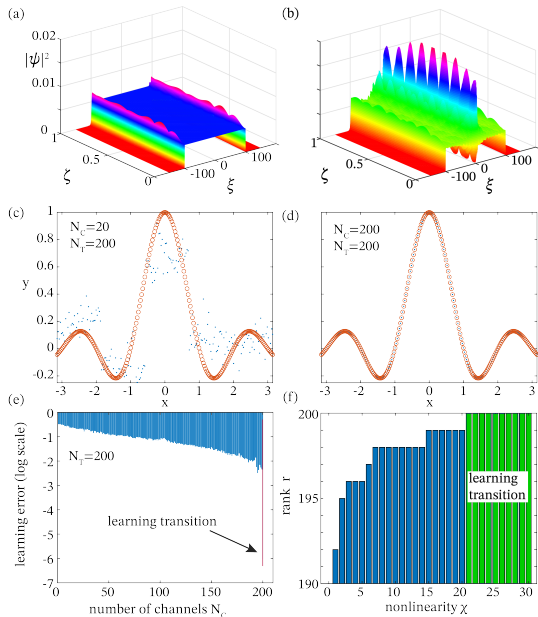 (a)
(b)
0.02
|ψ|²
0.01
0
1
0.5
0
ζ
-100
0
100
ξ
1
0.5
0
ζ
-100
0
100
ξ
(c)
(d)
1
0.8
0.6
0.4
0.2
0
-0.2
y
N_C=20
N_T=200
N_C=200
N_T=200
-3 -2 -1 0 1 2 3
x
-3 -2 -1 0 1 2 3
x
(e)
(f)
0
-1
-2
-3
-4
-5
-6
-7
learning error (log scale)
N_T=200
learning transition
0 50 100 150 200
number of channels N_C
200
195
190
rank r
learning
transition
0 5 10 15 20 25 30
nonlinearity χ